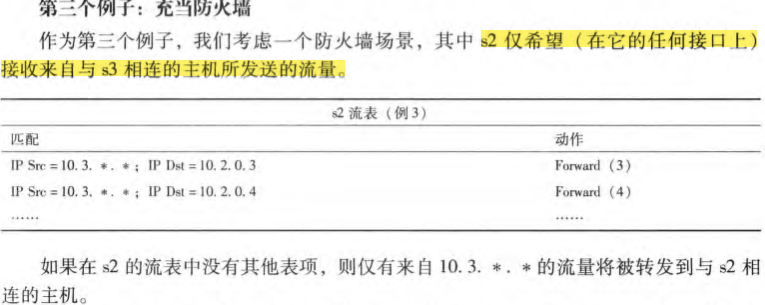 第三个例子：充当防火墙
作为第三个例子，我们考虑一个防火墙场景，其中 s2 仅希望（在它的任何接口上）
接收来自与 s3 相连的主机所发送的流量。
s2 流表（例 3）
匹配 动作
IP Src = 10. 3. *. *；IP Dst = 10. 2. 0. 3 Forward（3）
IP Src = 10. 3. *. *；IP Dst = 10. 2. 0. 4 Forward（4）
…… ……
如果在 s2 的流表中没有其他表项，则仅有来自 10. 3. *. * 的流量将被转发到与 s2 相
连的主机。